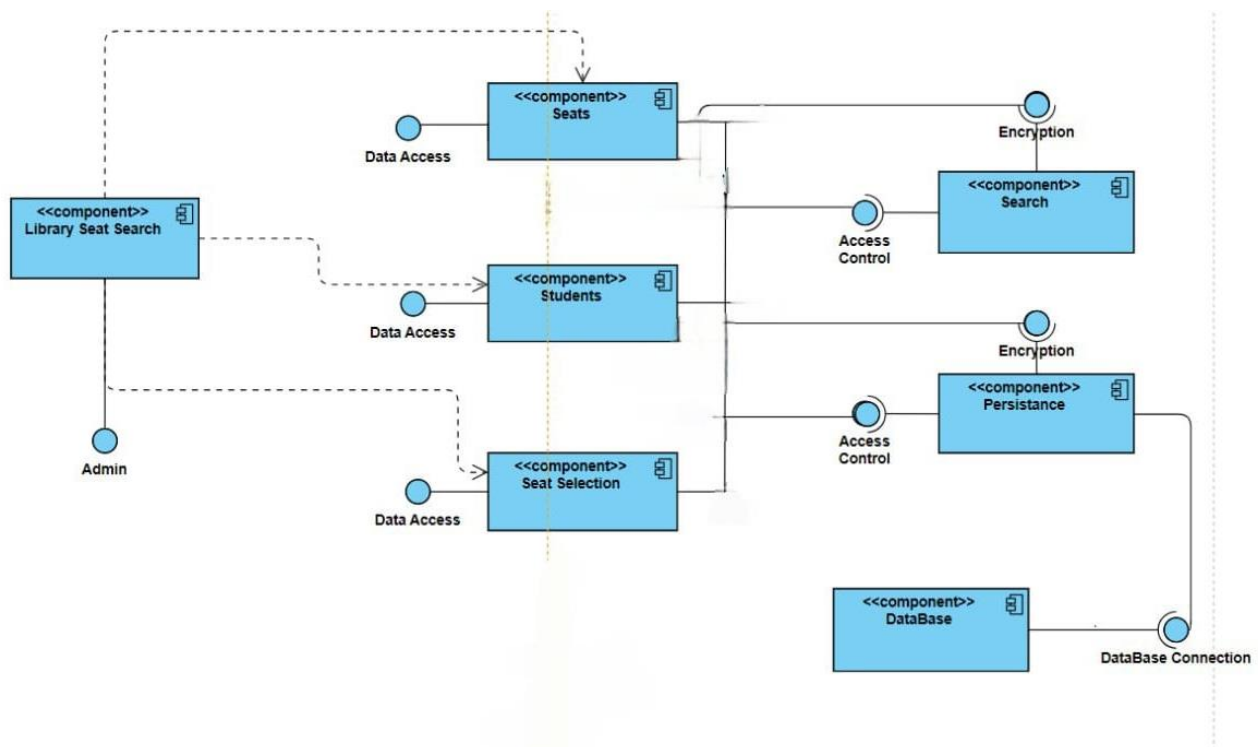 <<component>>
Seats
Data Access
Encryption
<<component>>
Search
<<component>>
Library Seat Search
Access
Control
<<component>>
Students
Data Access
Encryption
<<component>>
Persistance
Access
Control
Admin
<<component>>
Seat Selection
Data Access
<<component>>
DataBase
DataBase Connection